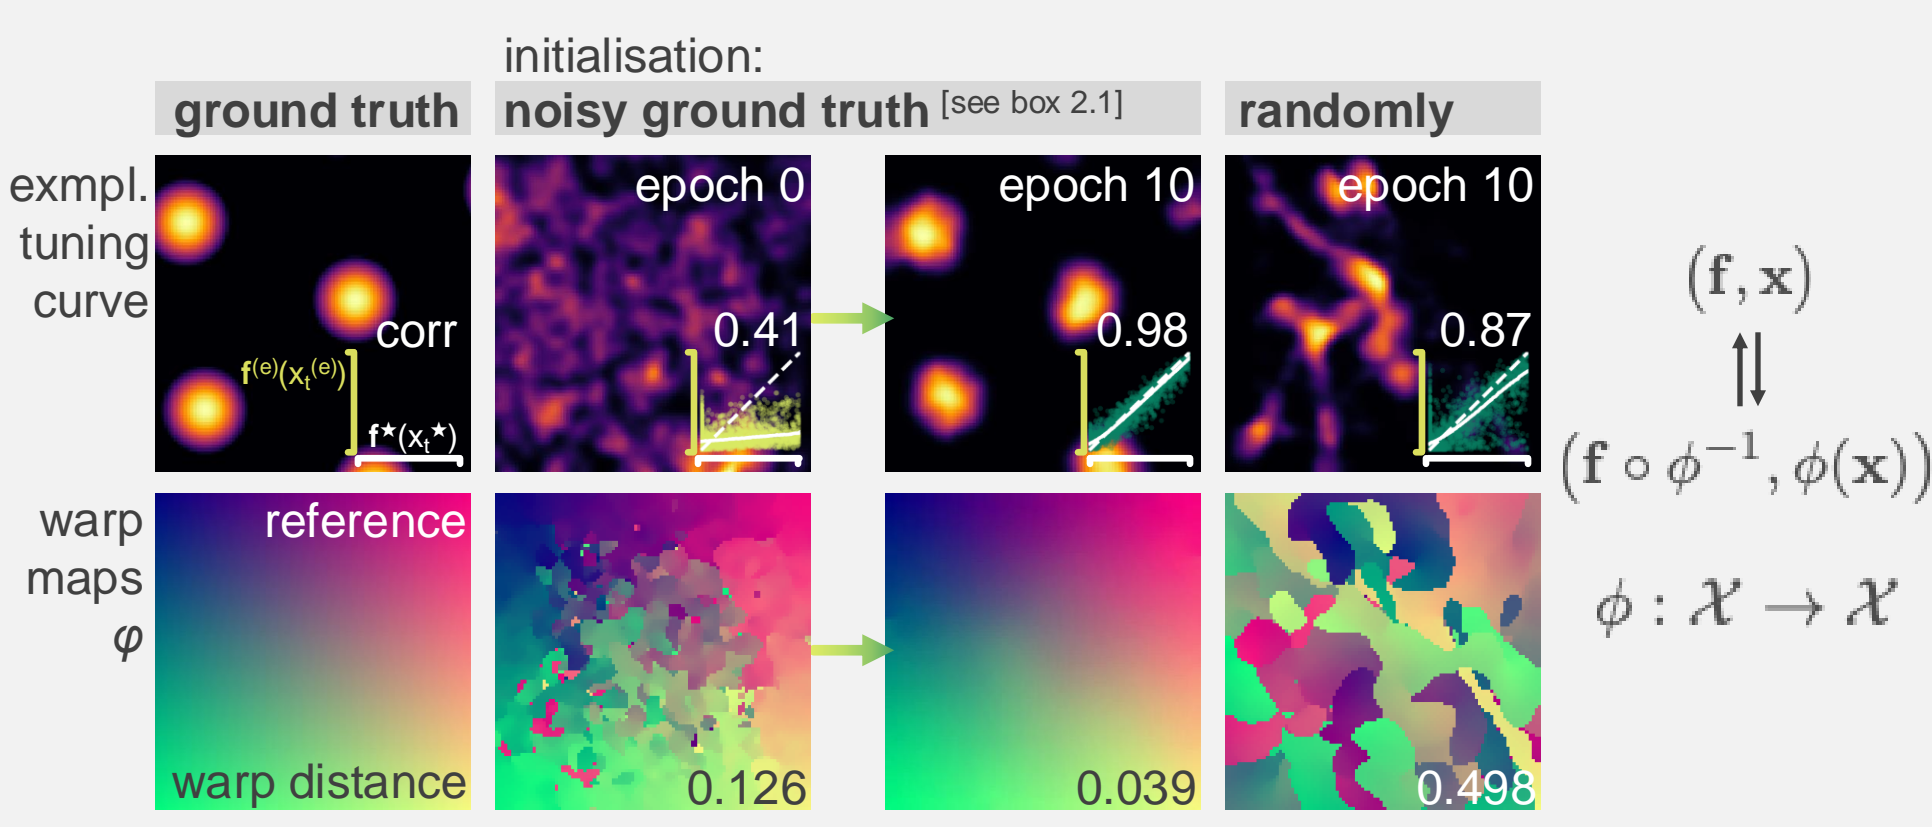 initialisation:
ground truth
noisy ground truth [see box 2.1]
randomly
exmpl.
tuning
curve
corr
f(e)(xt(e))
f★(xt★)
epoch 0
0.41
epoch 10
0.98
epoch 10
0.87
(f, x)
(f ∘ ϕ⁻¹, ϕ(x))
ϕ : 𝒳 → 𝒳
warp
maps
φ
reference
warp distance
0.126
0.039
0.498